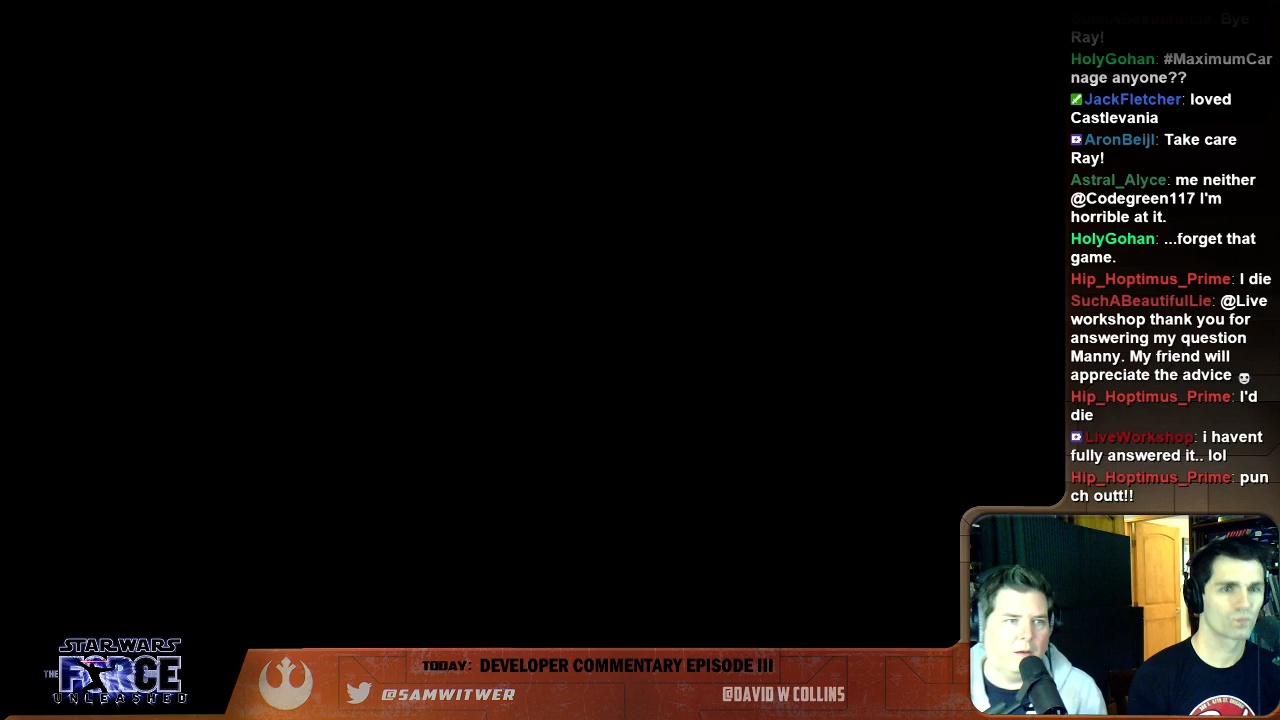 SuchABeautifulLie: Bye
Ray!
HolyGohan: #MaximumCar
nage anyone??
JackFletcher: loved
Castlevania
AronBeijl: Take care
Ray!
Astral_Alyce: me neither
@Codegreen117 I'm
horrible at it.
HolyGohan: ...forget that
game.
Hip_Hoptimus_Prime: I die
SuchABeautifulLie: @Live
workshop thank you for
answering my question
Manny. My friend will
appreciate the advice
Hip_Hoptimus_Prime: I'd
die
LiveWorkshop: i havent
fully answered it.. lol
Hip_Hoptimus_Prime: pun
ch outt!!
STAR WARS
THE FORCE
UNLEASHED
TODAY: DEVELOPER COMMENTARY EPISODE III
@SAMWITWER
@DAVID W COLLINS